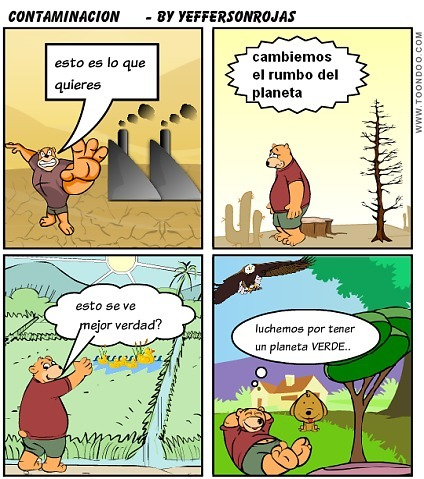 CONTAMINACION - BY YEFFERSONROJAS
esto es lo que
quieres
cambiemos
el rumbo del
planeta
WWW.TOONDOO.COM
esto se ve
mejor verdad?
luchemos por tener
un planeta VERDE..